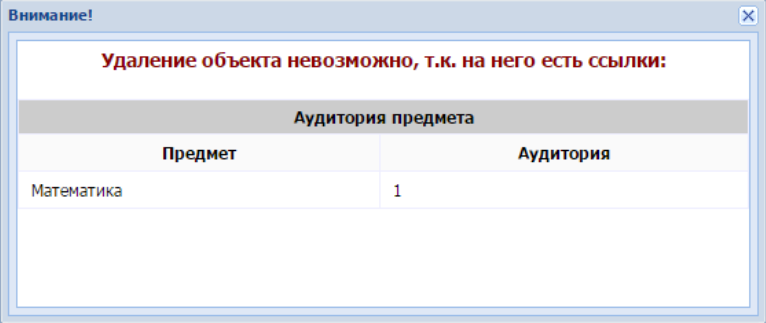 Внимание!
Удаление объекта невозможно, т.к. на него есть ссылки:
Аудитория предмета
Предмет Аудитория
Математика 1